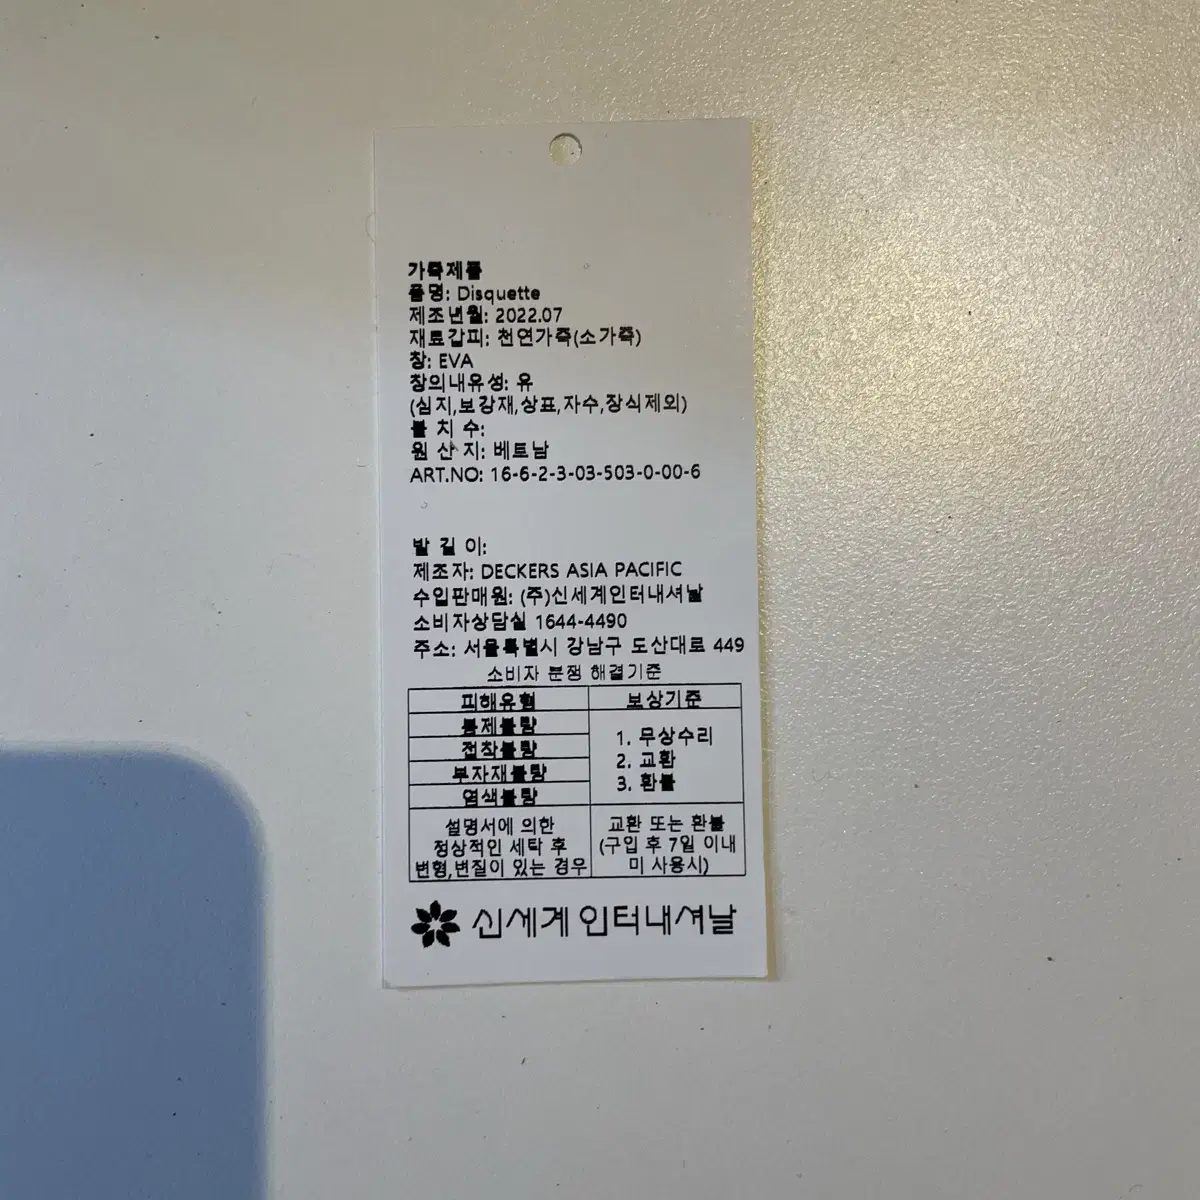 가죽제품
품명: Disquette
제조년월: 2022.07
재료갑피: 천연가죽(소가죽)
창: EVA
창의내유성: 유
(심지,보강재,상표,자수,장식제외)
볼 치 수:
원 산 지: 베트남
ART.NO: 16-6-2-3-03-503-0-00-6
발 길 이:
제조자: DECKERS ASIA PACIFIC
수입판매원: (주)신세계인터내셔날
소비자상담실 1644-4490
주소: 서울특별시 강남구 도산대로 449
소비자 분쟁 해결기준
피해유형 보상기준
봉제불량
접착불량
부자재불량
염색불량
1. 무상수리
2. 교환
3. 환불
설명서에 의한
정상적인 세탁 후
변형,변질이 있는 경우
교환 또는 환불
(구입 후 7일 이내
미 사용시)
신세계인터내셔날